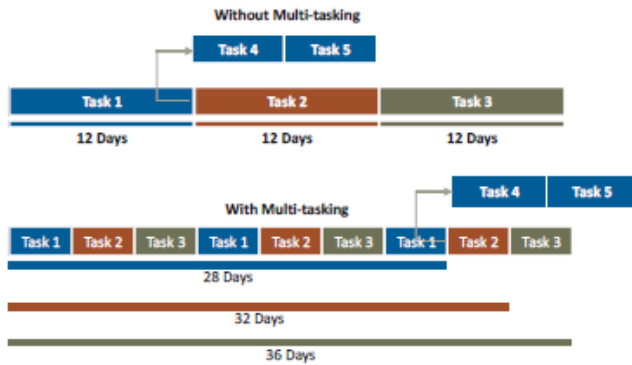 Without Multi-tasking
Task 4 Task 5
Task 1 Task 2 Task 3
12 Days 12 Days 12 Days
Task 4 Task 5
With Multi-tasking
Task 1 Task 2 Task 3 Task 1 Task 2 Task 3 Task 1 Task 2 Task 3
28 Days
32 Days
36 Days